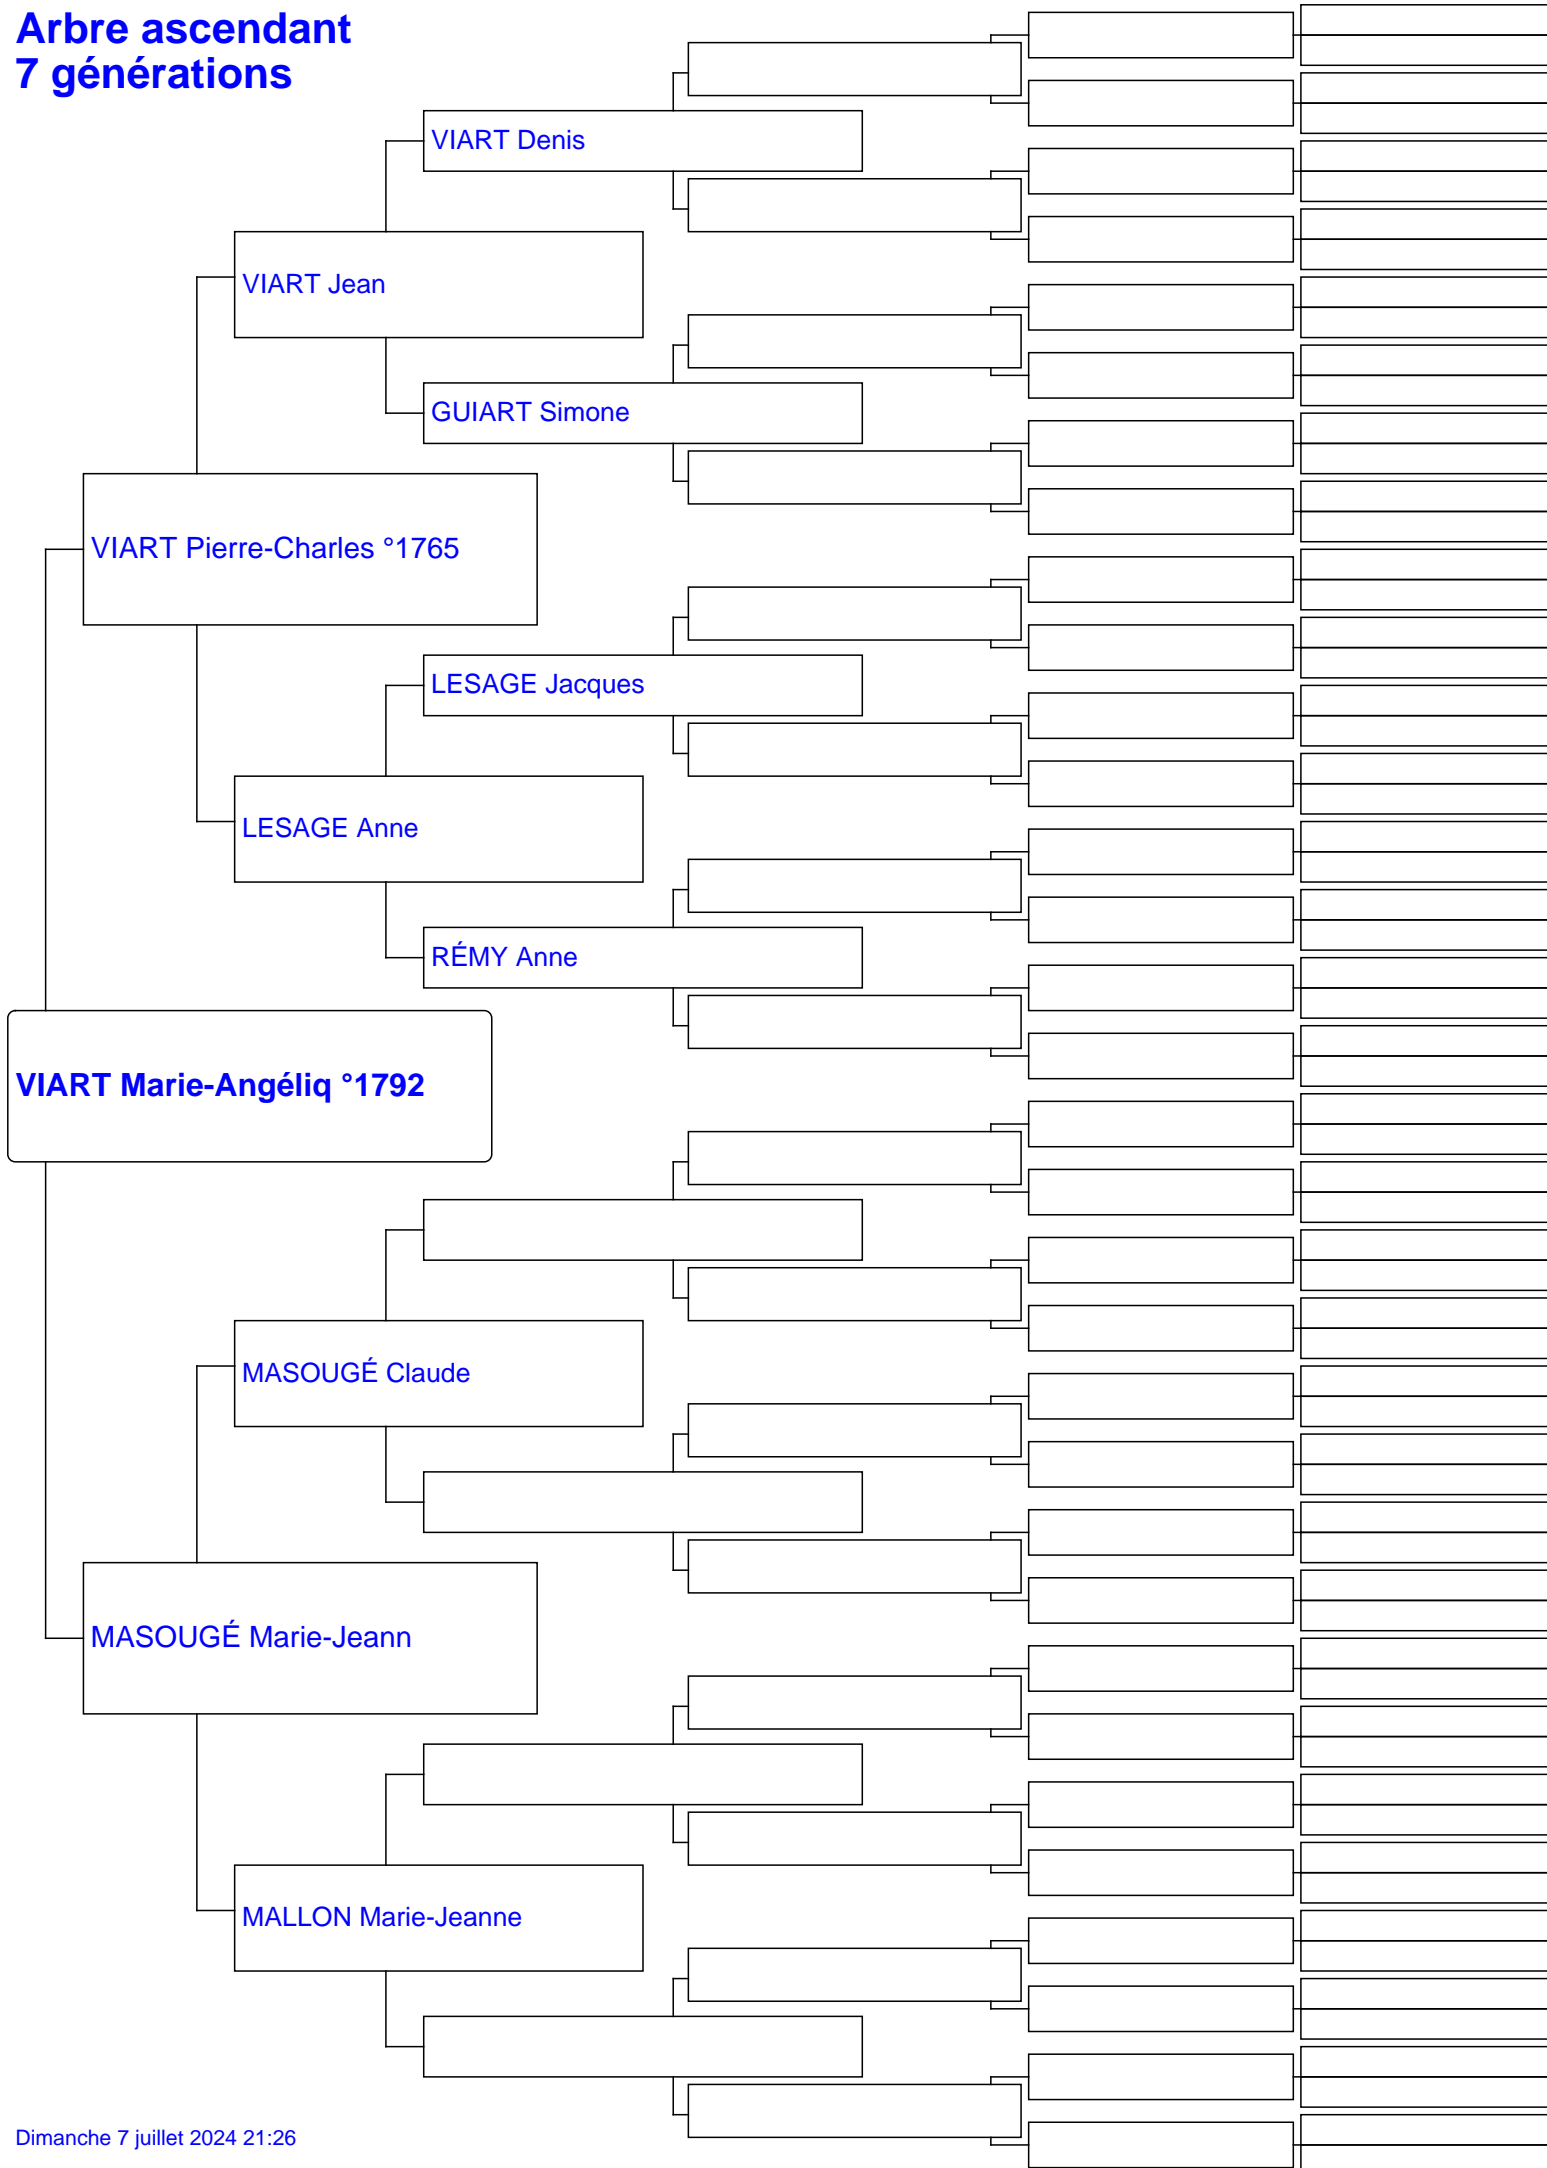 Arbre ascendant
7 générations
VIART Denis
VIART Jean
GUIART Simone
VIART Pierre-Charles °1765
LESAGE Jacques
LESAGE Anne
RÉMY Anne
VIART Marie-Angéliq °1792
MASOUGÉ Claude
MASOUGÉ Marie-Jeann
MALLON Marie-Jeanne
Dimanche 7 juillet 2024 21:26